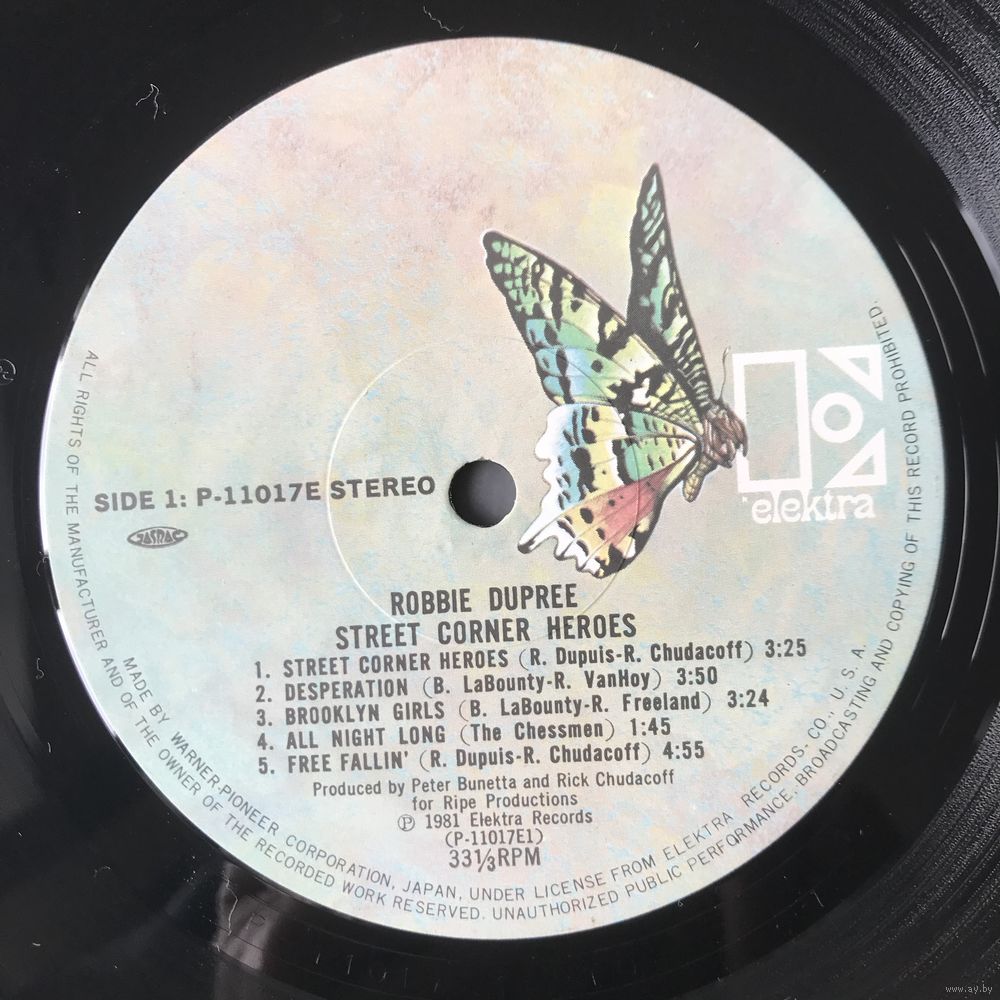 elektra
SIDE 1: P-11017E STEREO
JASRAC
ROBBIE DUPREE
STREET CORNER HEROES
1. STREET CORNER HEROES (R. Dupuis-R. Chudacoff) 3:25
2. DESPERATION (B. LaBounty-R. VanHoy) 3:50
3. BROOKLYN GIRLS (B. LaBounty-R. Freeland) 3:24
4. ALL NIGHT LONG (The Chessmen) 1:45
5. FREE FALLIN' (R. Dupuis-R. Chudacoff) 4:55
Produced by Peter Bunetta and Rick Chudacoff
for Ripe Productions
℗ 1981 Elektra Records
(P-11017E1)
33⅓RPM
MADE BY WARNER-PIONEER CORPORATION, JAPAN, UNDER LICENSE FROM ELEKTRA RECORDS- CO., U. S. A.
ALL RIGHTS OF THE MANUFACTURER AND OF THE OWNER OF THE RECORDED WORK RESERVED. UNAUTHORIZED PUBLIC PERFORMANCE, BROADCASTING AND COPYING OF THIS RECORD PROHIBITED.
www.ay.by